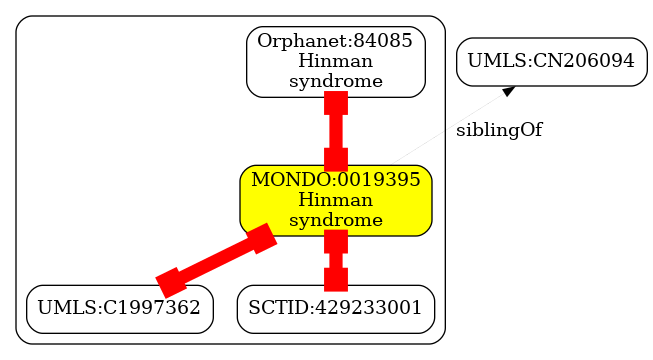 Orphanet:84085
Hinman
syndrome
UMLS:CN206094
siblingOf
MONDO:0019395
Hinman
syndrome
UMLS:C1997362
SCTID:429233001